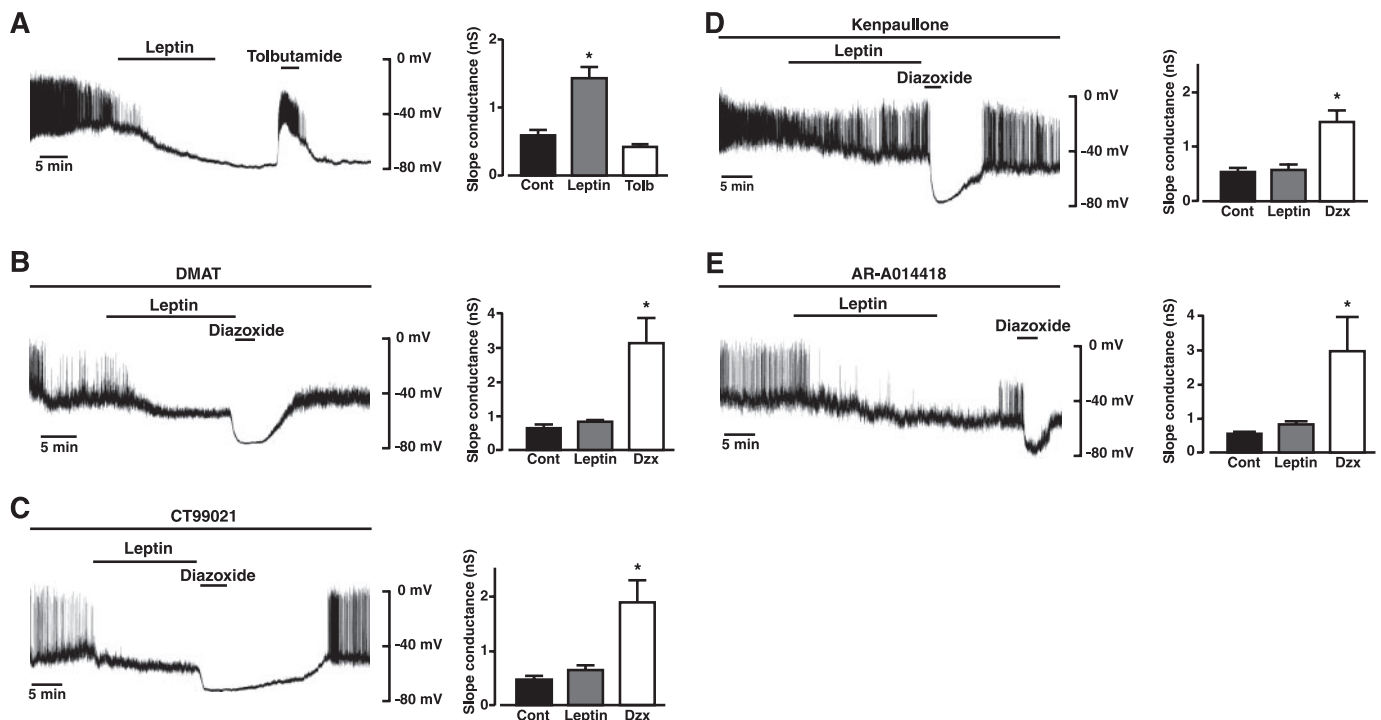 A
Leptin
Tolbutamide
0 mV
-40 mV
-80 mV
5 min
Slope conductance (nS)
2
1
0
Cont Leptin Tolb
*
B
DMAT
Leptin
Diazoxide
0 mV
-40 mV
-80 mV
5 min
Slope conductance (nS)
4
3
2
1
0
Cont Leptin Dzx
*
C
CT99021
Leptin
Diazoxide
0 mV
-40 mV
-80 mV
5 min
Slope conductance (nS)
2
1
0
Cont Leptin Dzx
*
D
Kenpaullone
Leptin
Diazoxide
0 mV
-40 mV
-80 mV
5 min
Slope conductance (nS)
2
1
0
Cont Leptin Dzx
*
E
AR-A014418
Leptin
Diazoxide
0 mV
-40 mV
-80 mV
5 min
Slope conductance (nS)
4
3
2
1
0
Cont Leptin Dzx
*